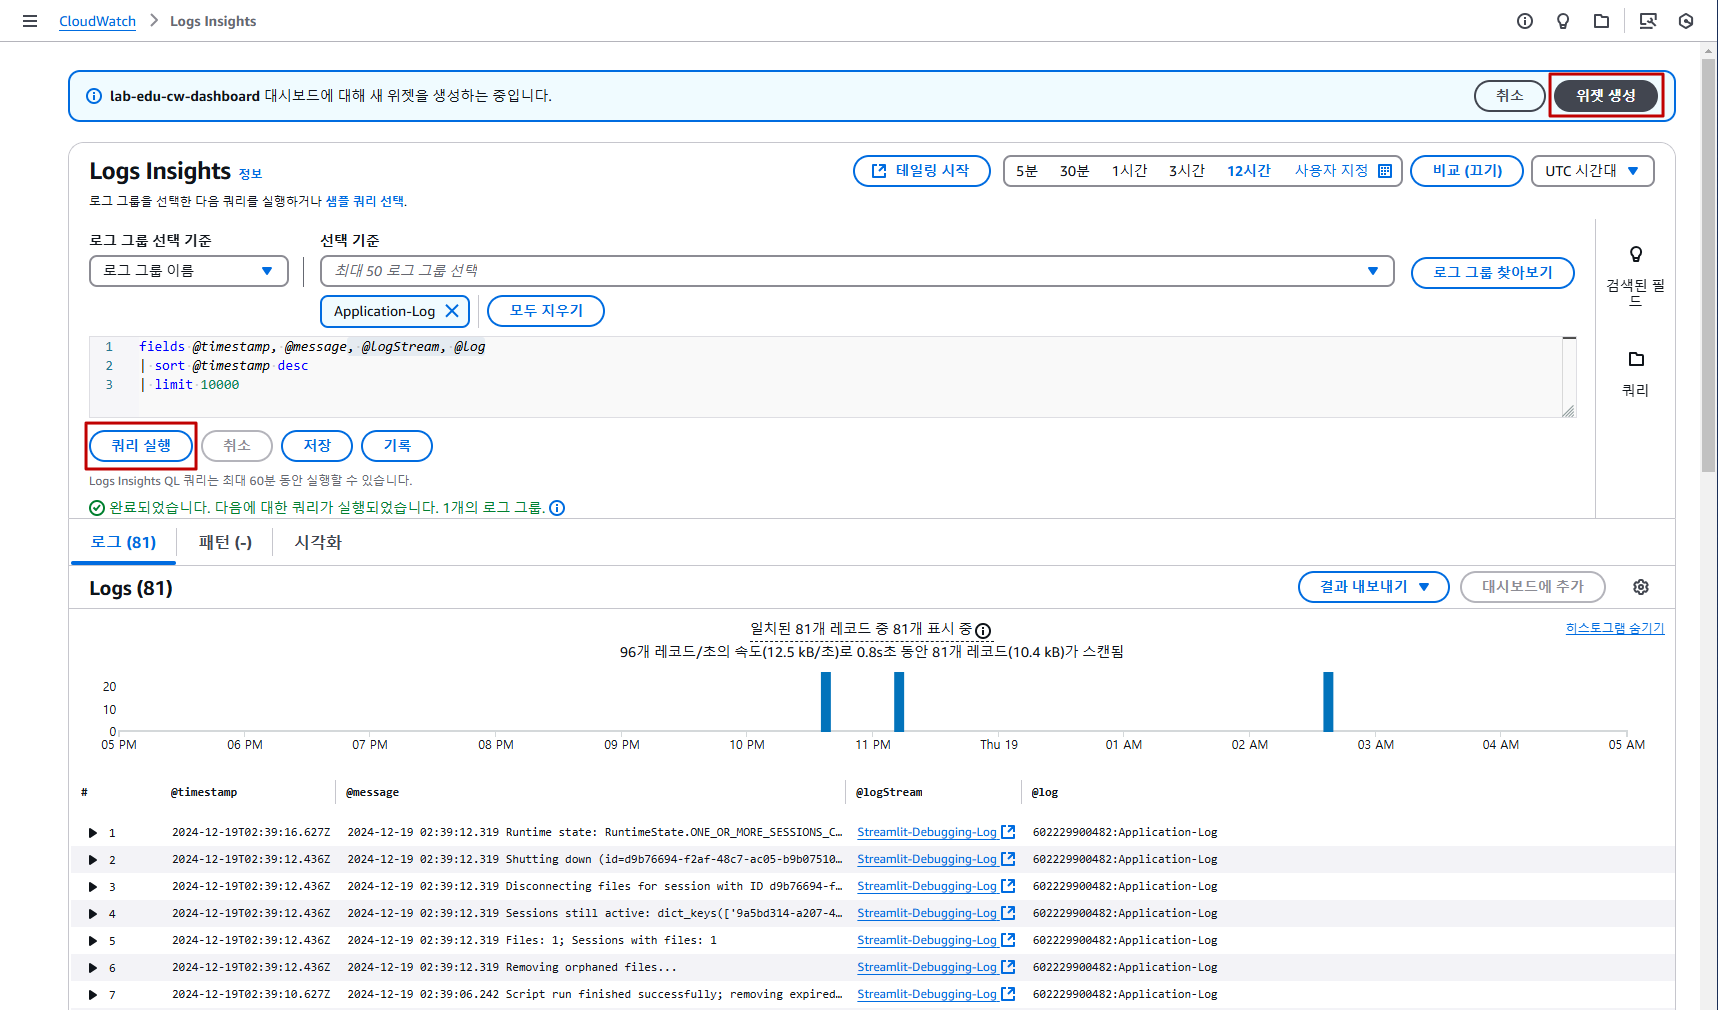 CloudWatch > Logs Insights
lab-edu-cw-dashboard 대시보드에 대해 새 위젯을 생성하는 중입니다. 취소 위젯 생성
Logs Insights 정보
테일링 시작 5분 30분 1시간 3시간 12시간 사용자 지정 비교 (끄기) UTC 시간대
로그 그룹을 선택한 다음 쿼리를 실행하거나 샘플 쿼리 선택.
로그 그룹 선택 기준 선택 기준
로그 그룹 이름 최대 50 로그 그룹 선택 로그 그룹 찾아보기
Application-Log 모두 지우기
검색된 필
드
쿼리
1 fields @timestamp, @message, @logStream, @log
2 | sort @timestamp desc
3 | limit 10000
쿼리 실행 취소 저장 기록
Logs Insights QL 쿼리는 최대 60분 동안 실행할 수 있습니다.
완료되었습니다. 다음에 대한 쿼리가 실행되었습니다. 1개의 로그 그룹.
로그 (81) 패턴 (-) 시각화
Logs (81) 결과 내보내기 대시보드에 추가
일치된 81개 레코드 중 81개 표시 중 히스토그램 숨기기
96개 레코드/초의 속도(12.5 kB/초)로 0.8s초 동안 81개 레코드(10.4 kB)가 스캔됨
20
10
0
05 PM 06 PM 07 PM 08 PM 09 PM 10 PM 11 PM Thu 19 01 AM 02 AM 03 AM 04 AM 05 AM
# @timestamp @message @logStream @log
1 2024-12-19T02:39:16.627Z 2024-12-19 02:39:12.319 Runtime state: RuntimeState.ONE_OR_MORE_SESSIONS_C… Streamlit-Debugging-Log 602229900482:Application-Log
2 2024-12-19T02:39:12.436Z 2024-12-19 02:39:12.319 Shutting down (id=d9b76694-f2af-48c7-ac05-b9b07510… Streamlit-Debugging-Log 602229900482:Application-Log
3 2024-12-19T02:39:12.436Z 2024-12-19 02:39:12.319 Disconnecting files for session with ID d9b76694-f… Streamlit-Debugging-Log 602229900482:Application-Log
4 2024-12-19T02:39:12.436Z 2024-12-19 02:39:12.319 Sessions still active: dict_keys(['9a5bd314-a207-4… Streamlit-Debugging-Log 602229900482:Application-Log
5 2024-12-19T02:39:12.436Z 2024-12-19 02:39:12.319 Files: 1; Sessions with files: 1 Streamlit-Debugging-Log 602229900482:Application-Log
6 2024-12-19T02:39:12.436Z 2024-12-19 02:39:12.319 Removing orphaned files... Streamlit-Debugging-Log 602229900482:Application-Log
7 2024-12-19T02:39:10.627Z 2024-12-19 02:39:06.242 Script run finished successfully; removing expired… Streamlit-Debugging-Log 602229900482:Application-Log